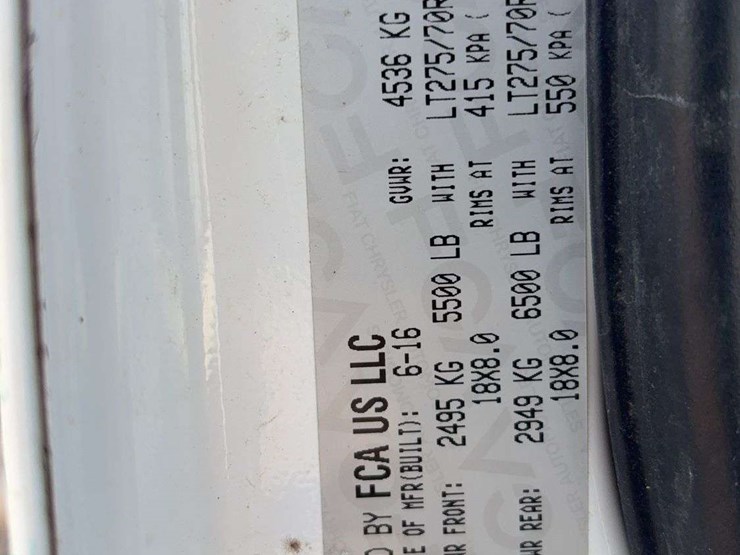 BY FCA US LLC
E OF MFR(BUILT): 6-16 GVWR: 4536 KG
FRONT: 2495 KG 5500 LB WITH LT275/70R
18X8.0 RIMS AT 415 KPA (
REAR: 2949 KG 6500 LB WITH LT275/70R
18X8.0 RIMS AT 550 KPA (